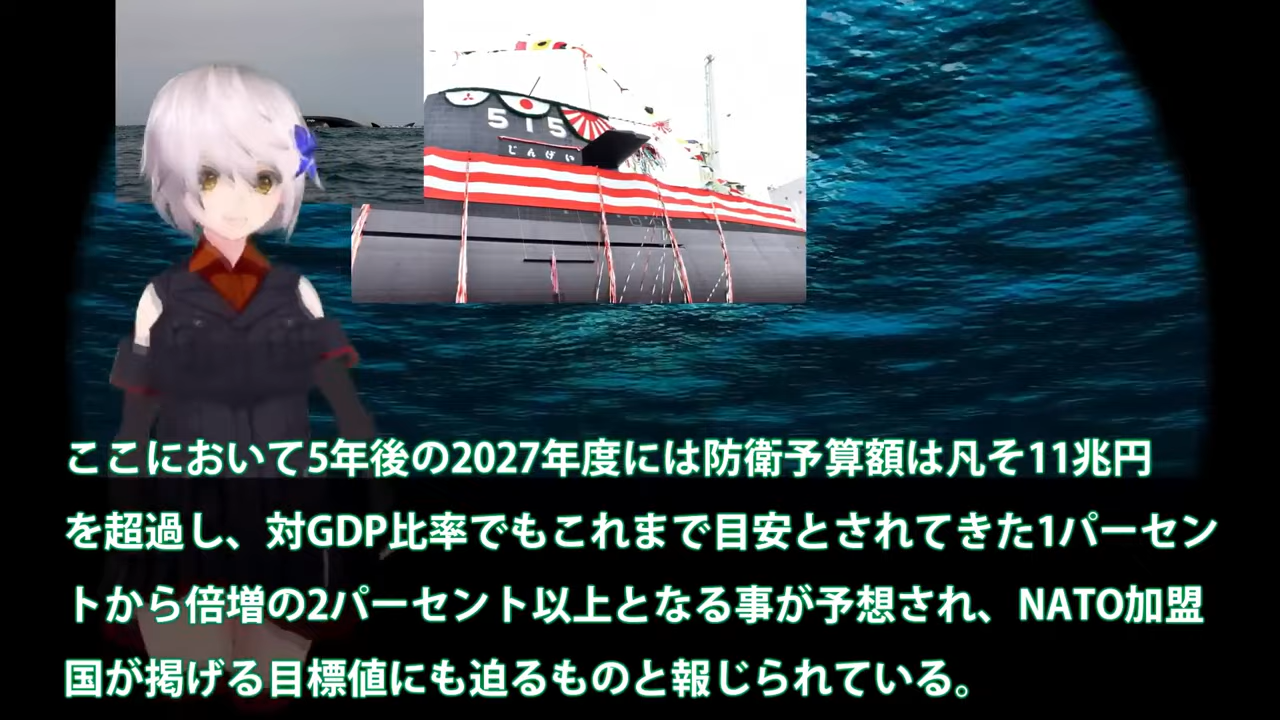 515
じんげい
ここにおいて5年後の2027年度には防衛予算額は凡そ11兆円
を超過し、対GDP比率でもこれまで目安とされてきた1パーセン
トから倍増の2パーセント以上となる事が予想され、NATO加盟
国が掲げる目標値にも迫るものと報じられている。